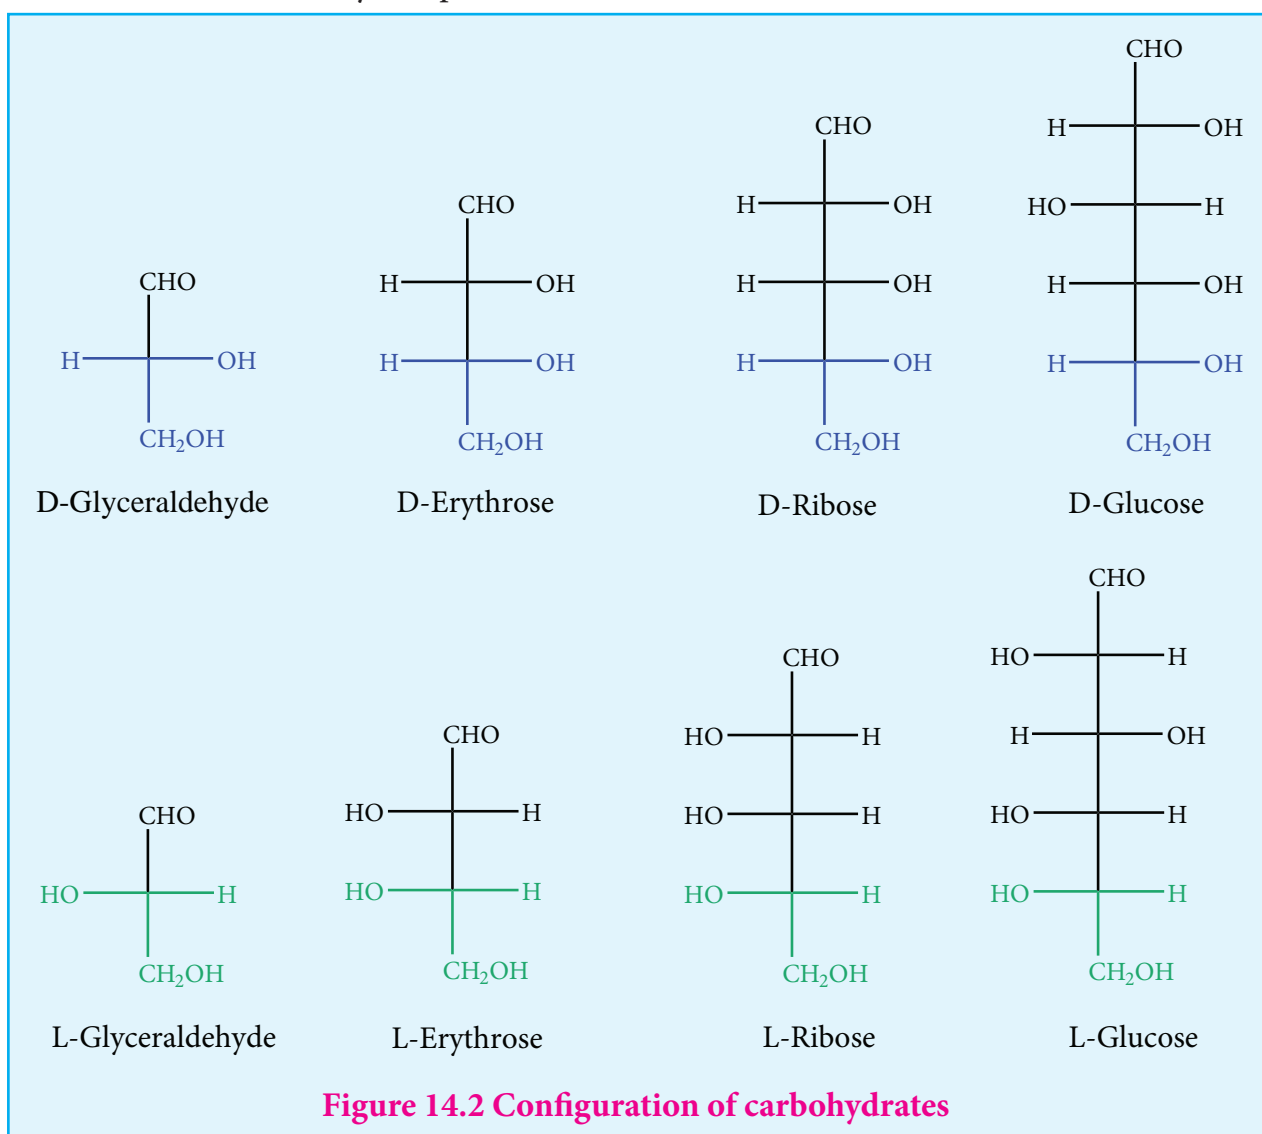 CHO
H OH
CH₂OH
D-Glyceraldehyde
CHO
H OH
H OH
CH₂OH
D-Erythrose
CHO
H OH
H OH
H OH
CH₂OH
D-Ribose
CHO
H OH
HO H
H OH
H OH
CH₂OH
D-Glucose
CHO
HO H
CH₂OH
L-Glyceraldehyde
CHO
HO H
HO H
CH₂OH
L-Erythrose
CHO
HO H
HO H
HO H
CH₂OH
L-Ribose
CHO
HO H
H OH
HO H
HO H
CH₂OH
L-Glucose
Figure 14.2 Configuration of carbohydrates